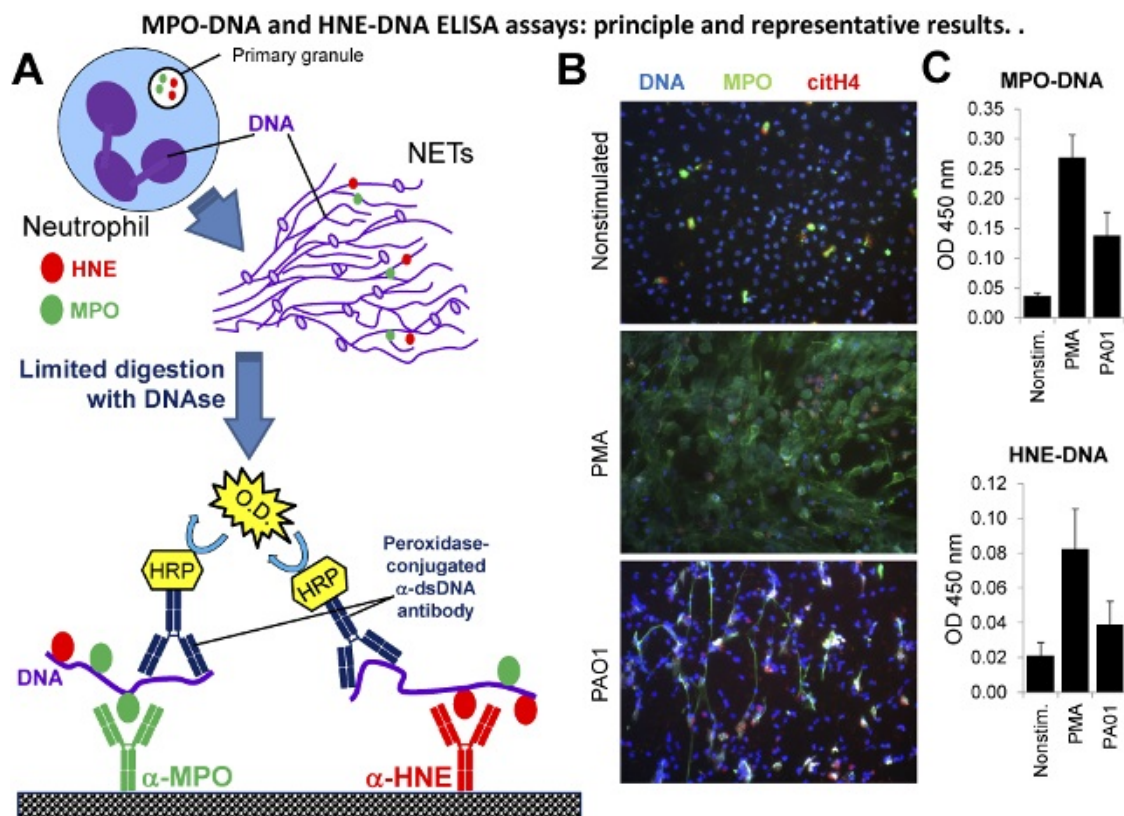 MPO-DNA and HNE-DNA ELISA assays: principle and representative results. .
A
Primary granule
DNA
NETs
Neutrophil
HNE
MPO
Limited digestion
with DNAse
O.D.
HRP
HRP
Peroxidase-
conjugated
α-dsDNA
antibody
DNA
α-MPO
α-HNE
B
DNA MPO citH4
Nonstimulated
PMA
PAO1
C
MPO-DNA
OD 450 nm
0.35
0.30
0.25
0.20
0.15
0.10
0.05
0.00
Nonstim.
PMA
PA01
HNE-DNA
OD 450 nm
0.12
0.10
0.08
0.06
0.04
0.02
0.00
Nonstim.
PMA
PA01